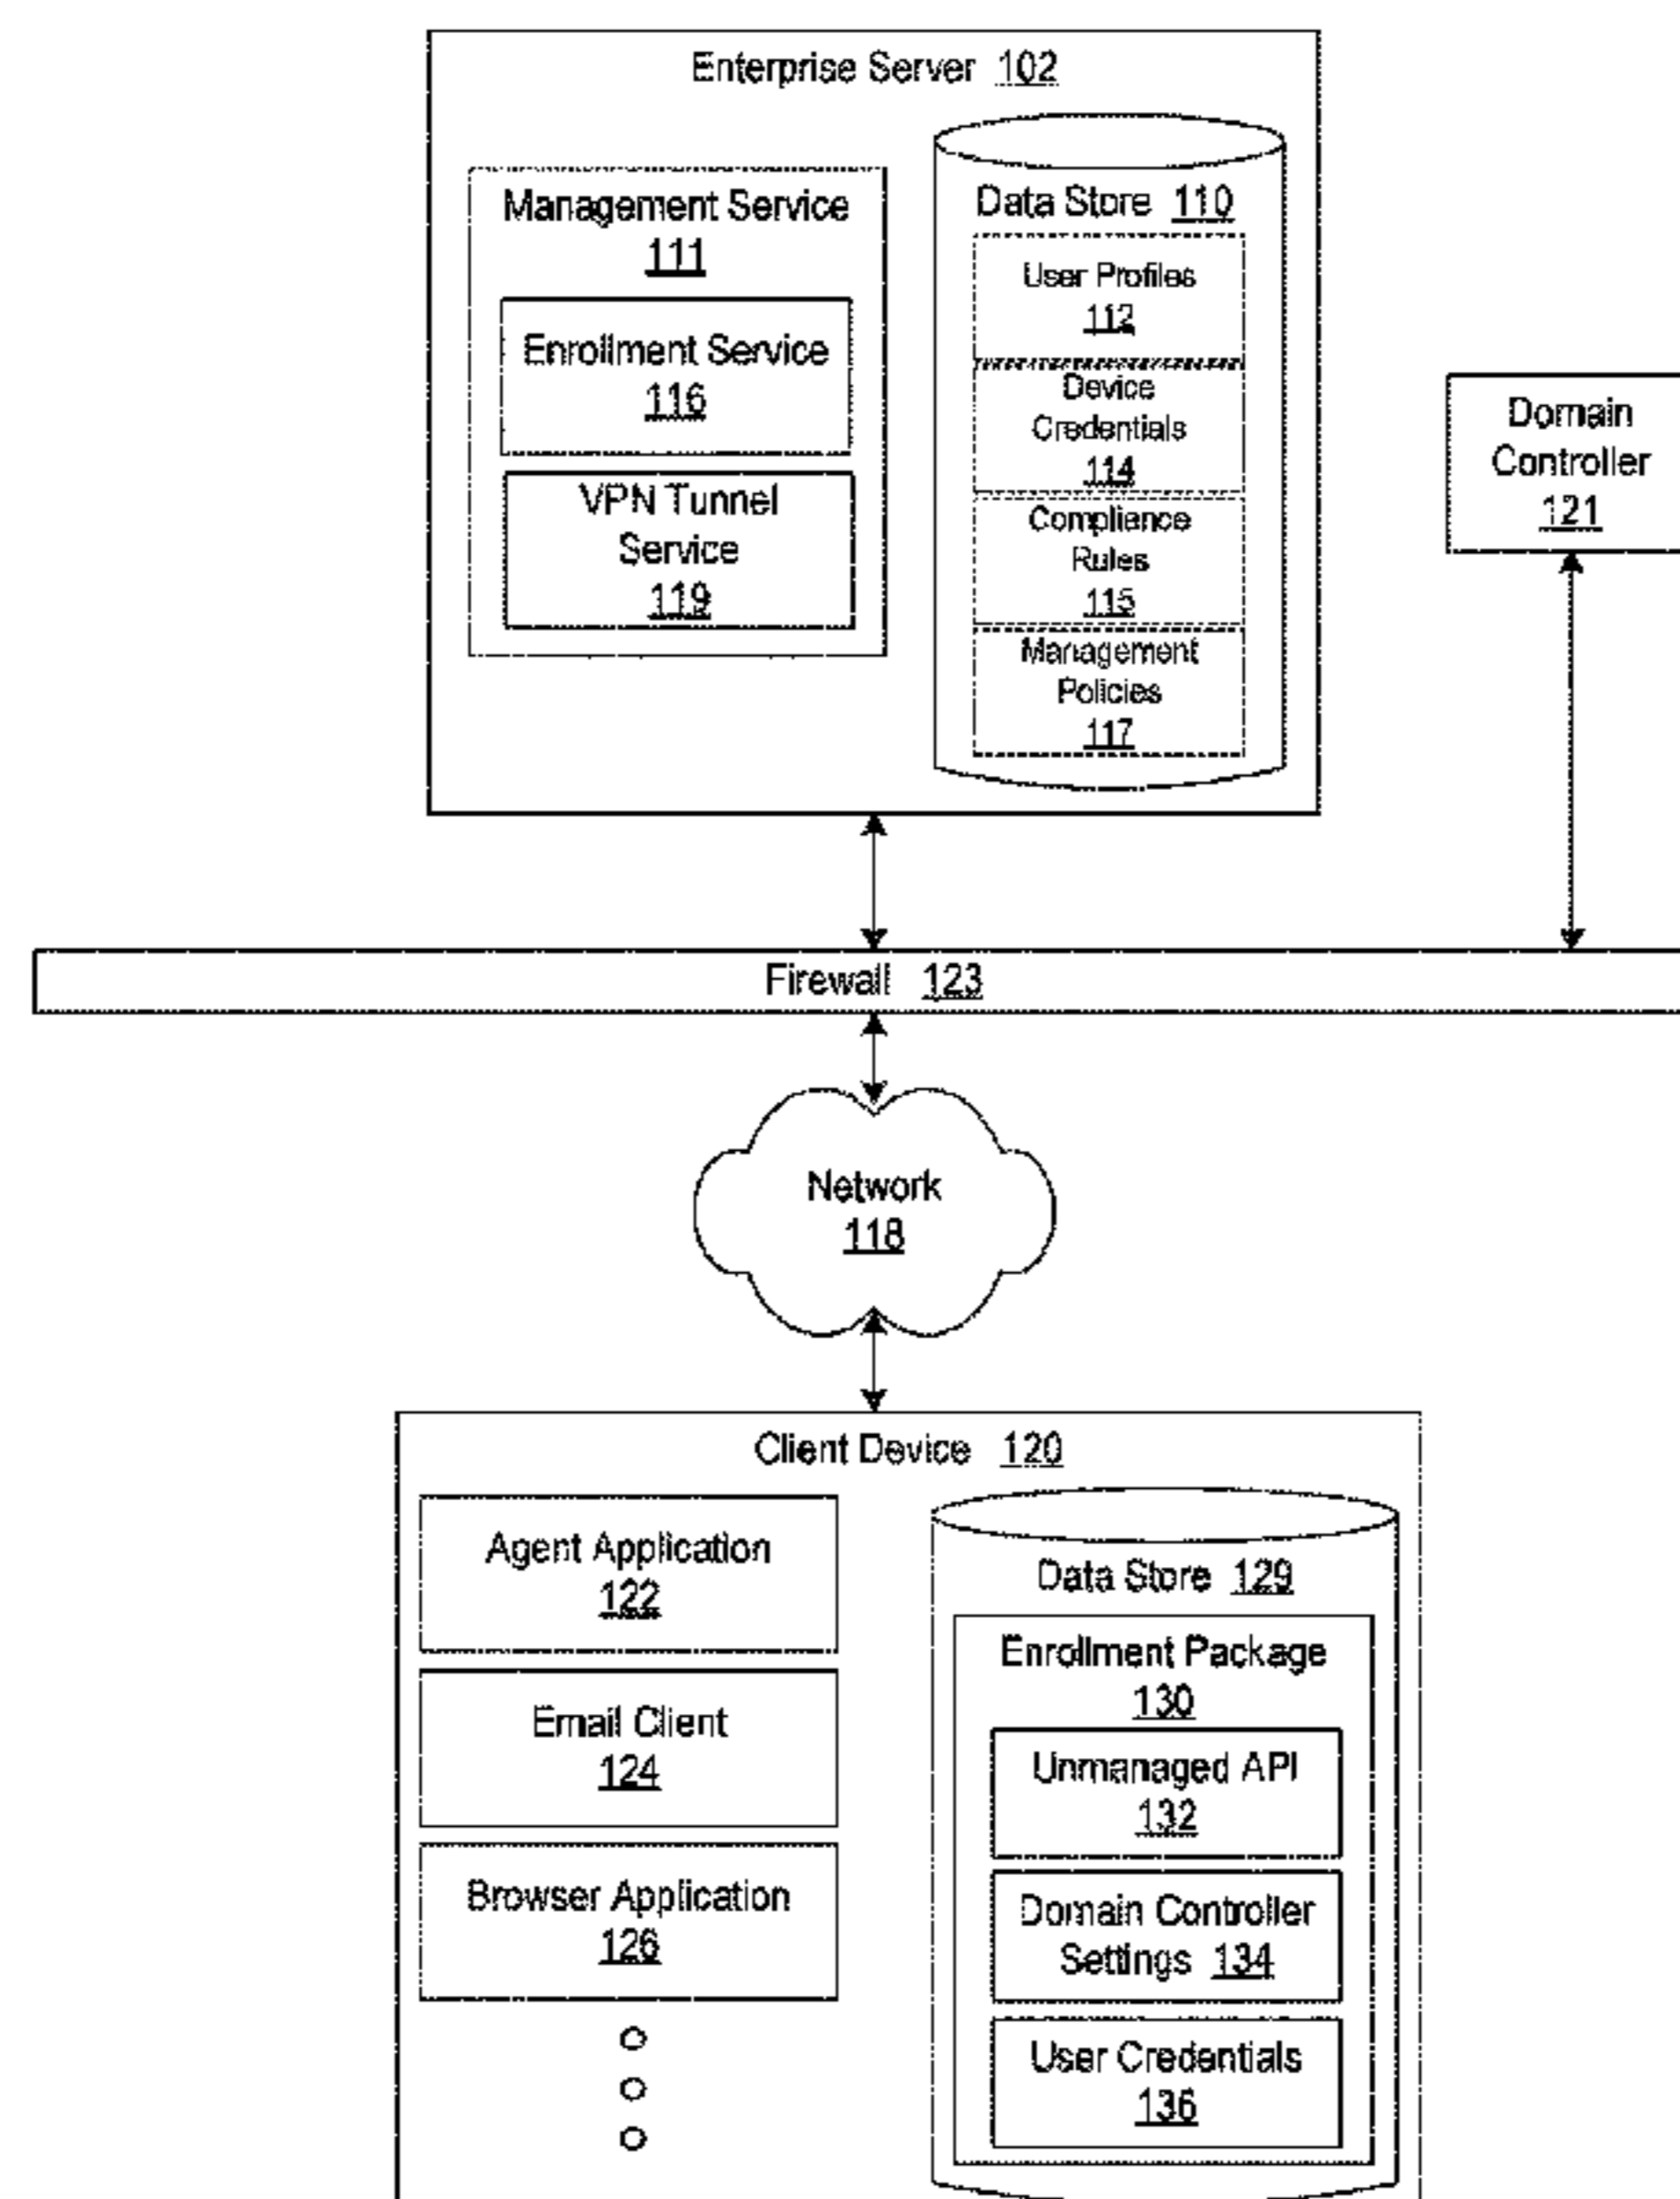 Enterprise Server 102
Management Service
111
Enrollment Service
116
VPN Tunnel
Service
119
Data Store 110
User Profiles
112
Device
Credentials
114
Compliance
Rules
115
Management
Policies
117
Domain
Controller
121
Firewall 123
Network
118
Client Device 120
Agent Application
122
Email Client
124
Browser Application
126
Data Store 129
Enrollment Package
130
Unmanaged API
132
Domain Controller
Settings 134
User Credentials
136